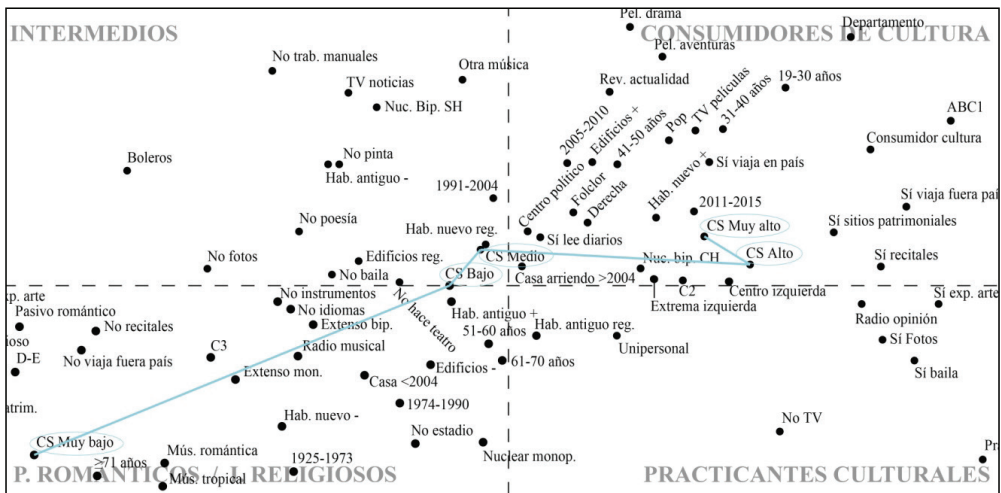 INTERMEDIOS
Pel. drama
CONSUMIDORES DE CULTURA
Departamento
No trab. manuales
Otra música
Pel. aventuras
TV noticias
Rev. actualidad
19-30 años
Nuc. Bip. SH
2005-2010
Edificios +
41-50 años
Pop
TV películas
31-40 años
ABC1
Consumidor cultura
Boleros
No pinta
Hab. antiguo -
Sí viaja en país
1991-2004
Centro político
Folclor
Derecha
Hab. nuevo +
2011-2015
Sí viaja fuera paí
No poesía
Hab. nuevo reg.
Sí lee diarios
CS Muy alto
Sí sitios patrimoniales
No fotos
Edificios reg.
CS Medio
Nuc. bip. CH
CS Alto
Sí recitales
No baila
CS Bajo
Casa arriendo >2004
No instrumentos
No hace teatro
Extrema izquierda
C2
Centro izquierda
xp. arte
No idiomas
Hab. antiguo +
Sí exp. arte
Pasivo romántico
No recitales
Extenso bip.
51-60 años
Hab. antiguo reg.
Radio opinión
ioso
No viaja fuera país
C3
Radio musical
Unipersonal
Sí Fotos
D-E
Extenso mon.
Casa <2004
Edificios -
61-70 años
Sí baila
atrim.
1974-1990
Hab. nuevo -
No TV
CS Muy bajo
No estadio
Nuclear monop.
>71 años
Mús. romántica
1925-1973
Pr
P. ROMÁNTICOS / J. RELIGIOSOS
PRACTICANTES CULTURALES
Mús. tropical